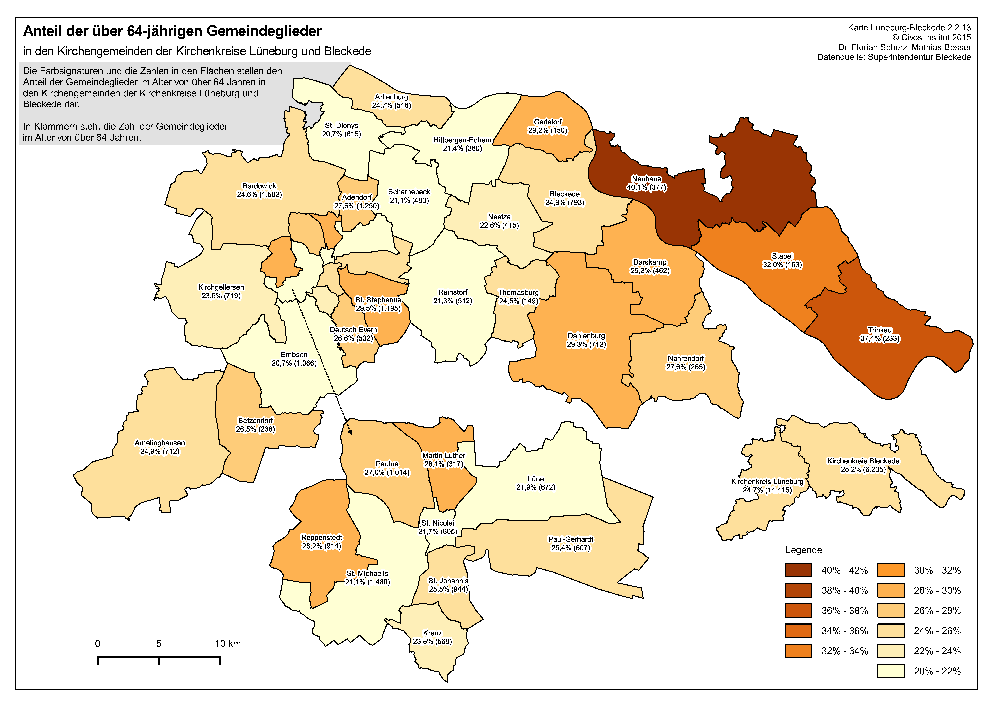 Anteil der über 64-jährigen Gemeindeglieder
in den Kirchengemeinden der Kirchenkreise Lüneburg und Bleckede
Karte Lüneburg-Bleckede 2.2.13
© Civos Institut 2015
Dr. Florian Scherz, Mathias Besser
Datenquelle: Superintendentur Bleckede
Die Farbsignaturen und die Zahlen in den Flächen stellen den
Anteil der Gemeindeglieder im Alter von über 64 Jahren in
den Kirchengemeinden der Kirchenkreise Lüneburg und
Bleckede dar.
In Klammern steht die Zahl der Gemeindeglieder
im Alter von über 64 Jahren.
Artlenburg
24,7% (516)
St. Dionys
20,7% (615)
Garlstorf
29,2% (150)
Hittbergen-Echem
21,4% (360)
Neuhaus
40,1% (377)
Bardowick
24,6% (1.582)
Adendorf
27,6% (1.250)
Scharnebeck
21,1% (483)
Bleckede
24,9% (793)
Neetze
22,6% (415)
Stapel
32,0% (163)
Barskamp
29,3% (462)
Kirchgellersen
23,6% (719)
St. Stephanus
29,5% (1.195)
Reinstorf
21,3% (512)
Thomasburg
24,5% (149)
Deutsch Evern
26,6% (532)
Dahlenburg
29,3% (712)
Tripkau
37,1% (233)
Embsen
20,7% (1.066)
Nahrendorf
27,6% (265)
Betzendorf
26,5% (238)
Amelinghausen
24,9% (712)
Paulus
27,0% (1.014)
Martin-Luther
28,1% (317)
Lüne
21,9% (672)
Kirchenkreis Bleckede
25,2% (6.205)
Kirchenkreis Lüneburg
24,7% (14.415)
St. Nicolai
21,7% (605)
Reppenstedt
28,2% (914)
Paul-Gerhardt
25,4% (607)
St. Michaelis
21,1% (1.480)
St. Johannis
25,5% (944)
Kreuz
23,8% (568)
Legende
40% - 42%
38% - 40%
36% - 38%
34% - 36%
32% - 34%
30% - 32%
28% - 30%
26% - 28%
24% - 26%
22% - 24%
20% - 22%
0 5 10 km